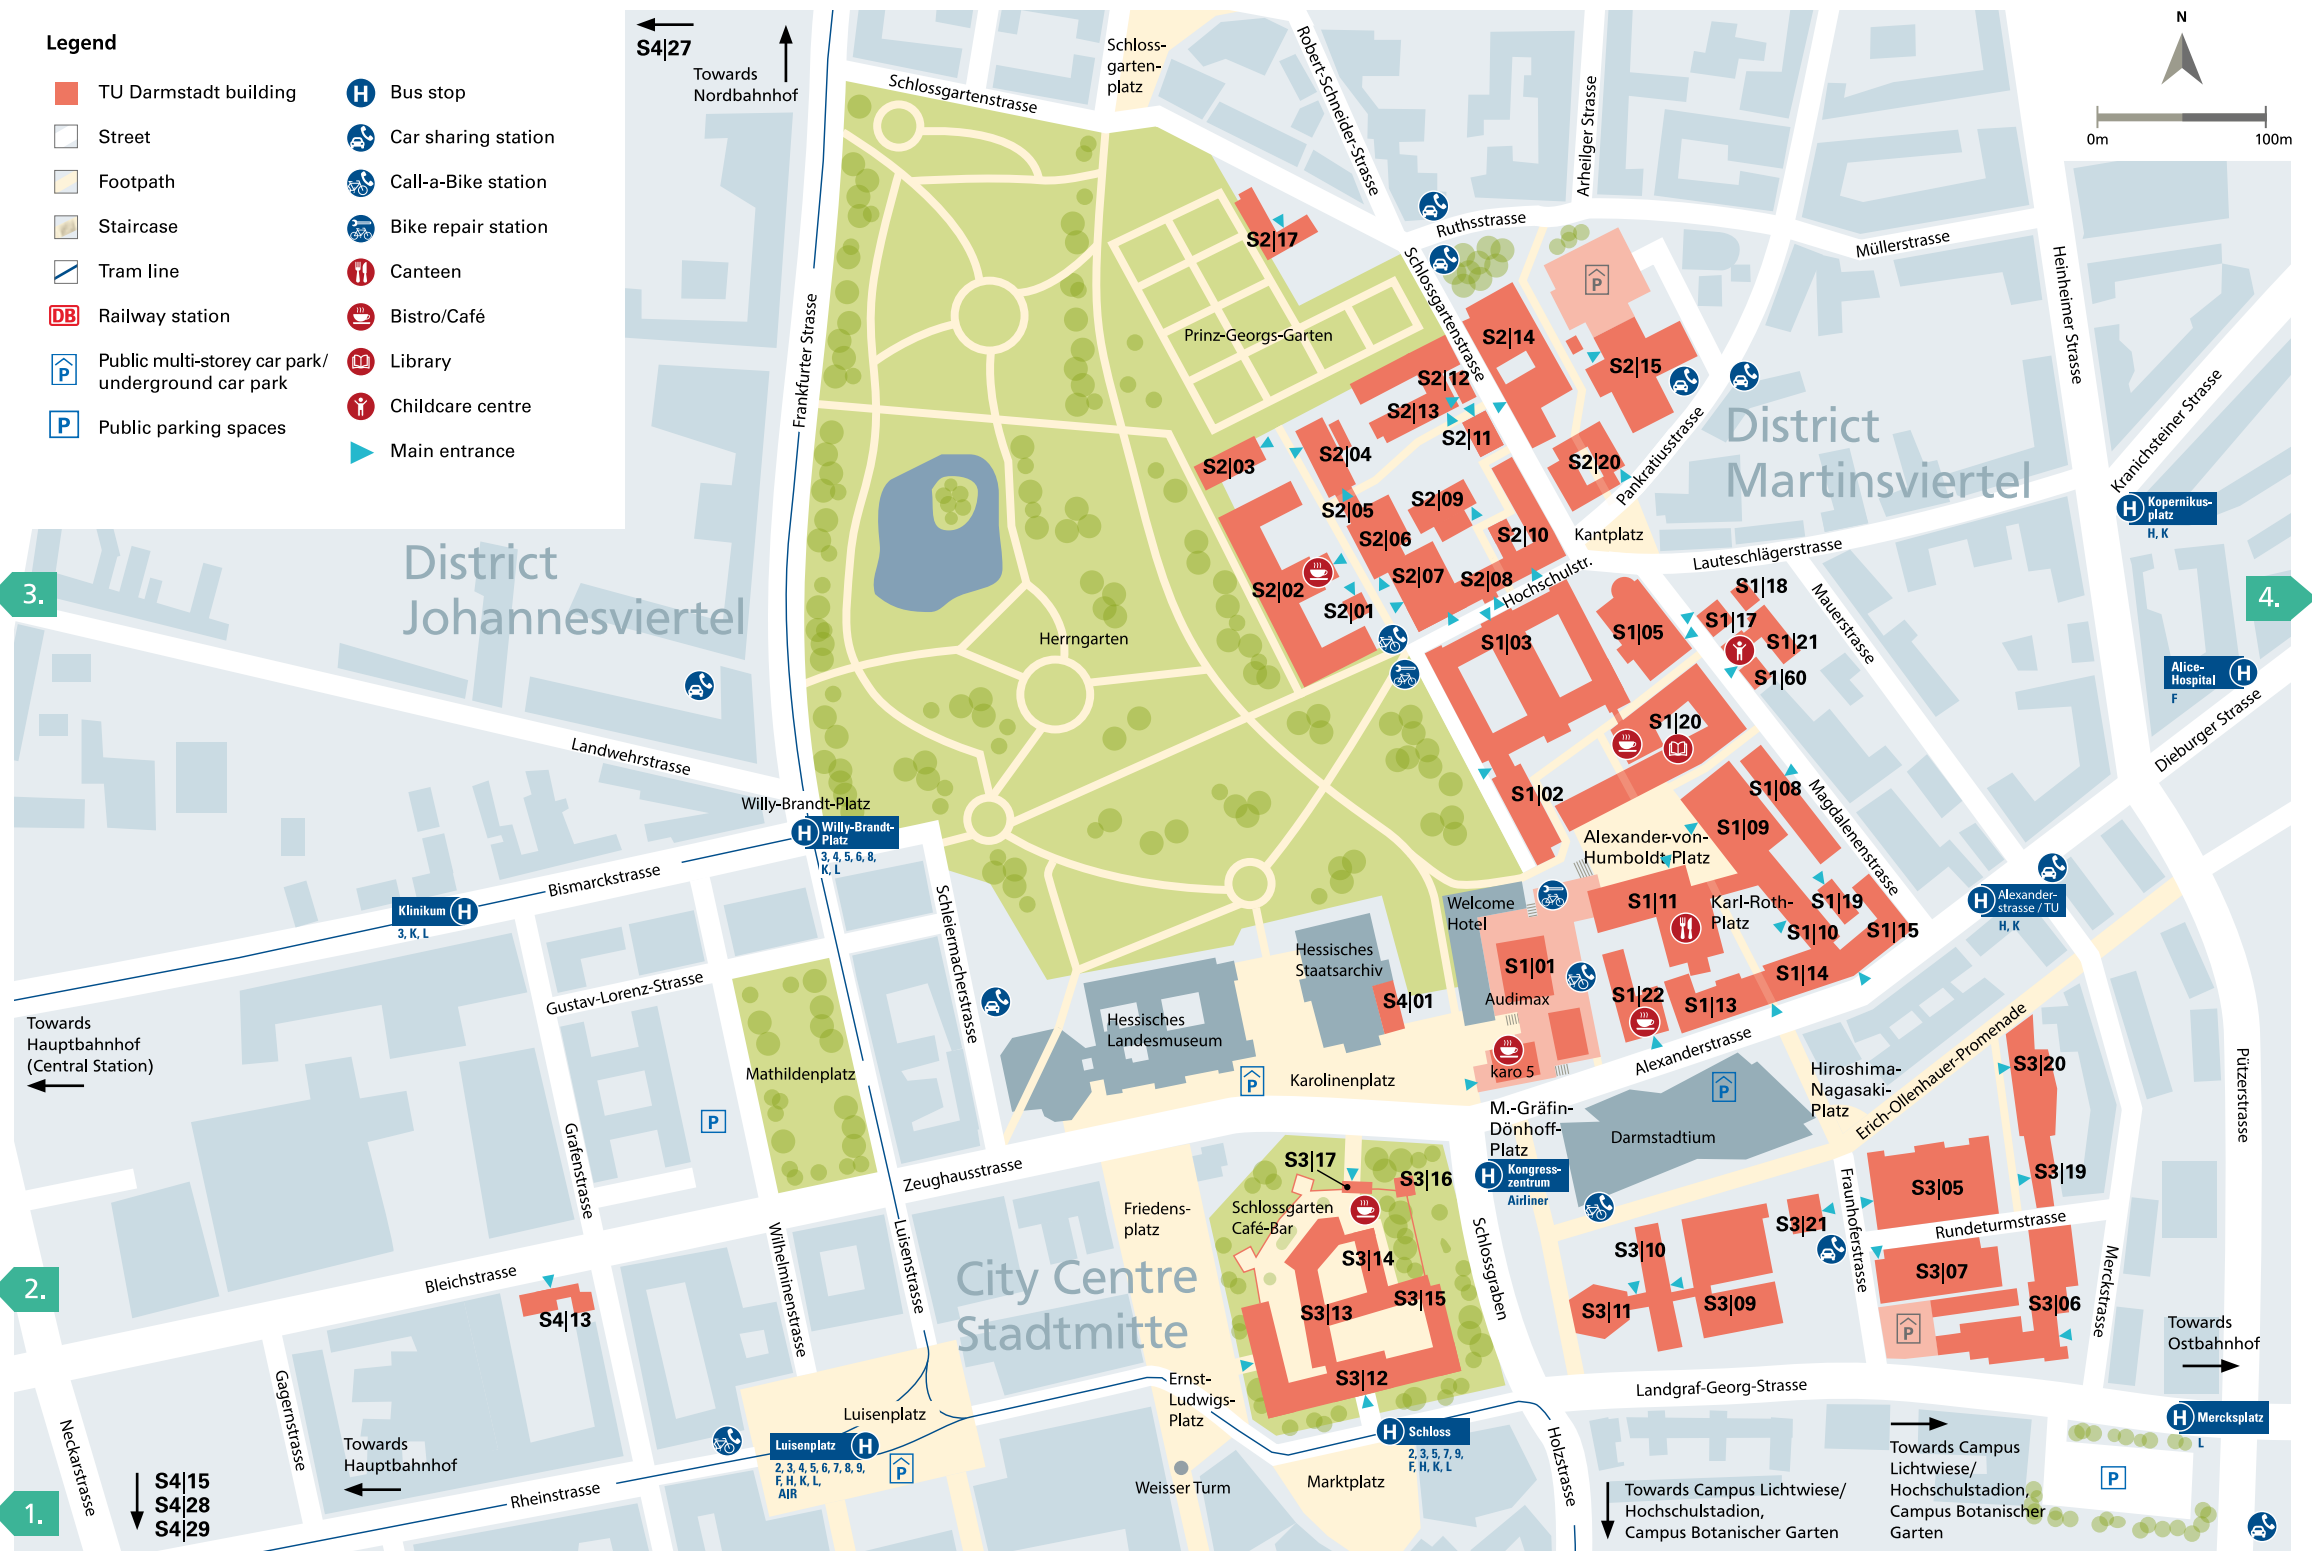 Legend
TU Darmstadt building
Street
Footpath
Staircase
Tram line
DB
Railway station
P
Public multi-storey car park/
underground car park
P
Public parking spaces
H
Bus stop
Car sharing station
Call-a-Bike station
Bike repair station
Canteen
Bistro/Café
Library
Childcare centre
Main entrance
S4|27
Towards
Nordbahnhof
Schloss-
garten-
platz
Schlossgartenstrasse
Robert-Schneider-Strasse
Arheilger Strasse
N
0m
100m
Ruthsstrasse
Müllerstrasse
Heinheimer Strasse
Kranichsteiner Strasse
Frankfurter Strasse
S2|17
Schlossgartenstrasse
P
Prinz-Georgs-Garten
S2|14
S2|15
S2|12
S2|13
S2|11
S2|04
S2|03
S2|20
Pankratiusstrasse
District
Martinsviertel
S2|05
S2|09
S2|06
S2|10
Kantplatz
H
Kopernikus-
platz
H, K
Lauteschlägerstrasse
District
Johannesviertel
3.
4.
S2|02
S2|07
S2|08
Hochschulstr.
S2|01
Herrngarten
S1|03
S1|05
S1|18
S1|17
S1|21
S1|60
Mauerstrasse
Alice-
Hospital
H
F
Dieburger Strasse
S1|20
Landwehrstrasse
S1|02
S1|08
S1|09
Magdalenenstrasse
Alexander-von-
Humboldt-Platz
Willy-Brandt-Platz
H
Willy-Brandt-
Platz
3, 4, 5, 6, 8,
K, L
Bismarckstrasse
Klinikum
H
3, K, L
Schleiermacherstrasse
Welcome
Hotel
S1|11
Karl-Roth-
Platz
S1|19
S1|10
S1|15
H
Alexander-
strasse / TU
H, K
Hessisches
Staatsarchiv
S1|01
Audimax
S4|01
S1|22
S1|13
S1|14
Gustav-Lorenz-Strasse
Hessisches
Landesmuseum
Towards
Hauptbahnhof
(Central Station)
Mathildenplatz
P
P
Karolinenplatz
karo 5
Alexanderstrasse
P
Hiroshima-
Nagasaki-
Platz
Erich-Ollenhauer-Promenade
S3|20
Pützerstrasse
M.-Gräfin-
Dönhoff-
Platz
Darmstadtium
Grafenstrasse
Zeughausstrasse
S3|17
S3|16
H
Kongress-
zentrum
Airliner
S3|19
S3|05
Fraunhoferstrasse
Friedens-
platz
Schlossgarten
Café-Bar
S3|21
Rundeturmstrasse
Wilhelminenstrasse
Luisenstrasse
Schlossgraben
S3|14
S3|10
S3|07
Merckstrasse
City Centre
Stadtmitte
Bleichstrasse
2.
S4|13
S3|13
S3|15
S3|11
S3|09
S3|06
P
Towards
Ostbahnhof
S3|12
Landgraf-Georg-Strasse
Ernst-
Ludwigs-
Platz
Gagernstrasse
Neckarstrasse
Luisenplatz
Luisenplatz
H
2, 3, 4, 5, 6, 7, 8, 9,
F, H, K, L,
AIR
P
H
Schloss
2, 3, 5, 7, 9,
F, H, K, L
H
Mercksplatz
L
Holzstrasse
Towards
Hauptbahnhof
Rheinstrasse
Weisser Turm
Marktplatz
1.
S4|15
S4|28
S4|29
Towards Campus Lichtwiese/
Hochschulstadion,
Campus Botanischer Garten
Towards Campus
Lichtwiese/
Hochschulstadion,
Campus Botanischer
Garten
P